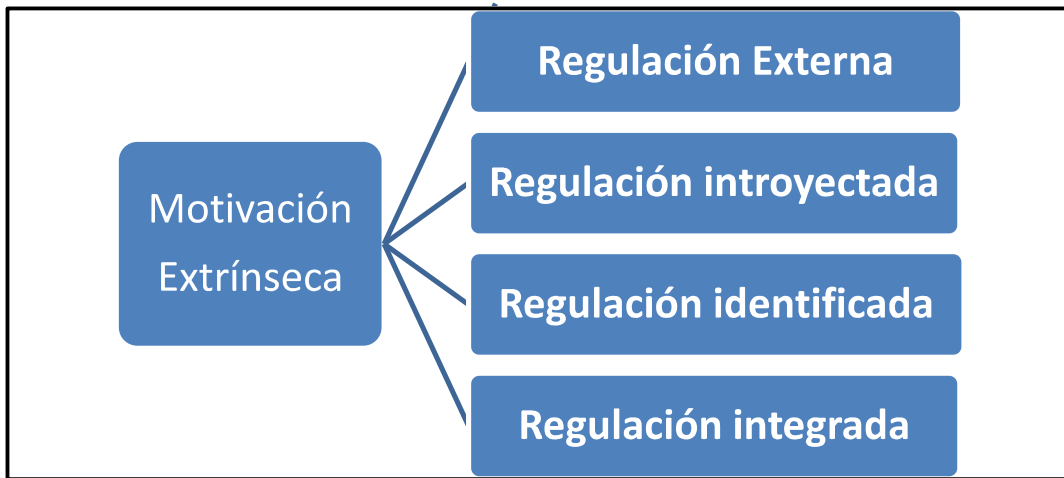 Motivación
Extrínseca
Regulación Externa
Regulación introyectada
Regulación identificada
Regulación integrada